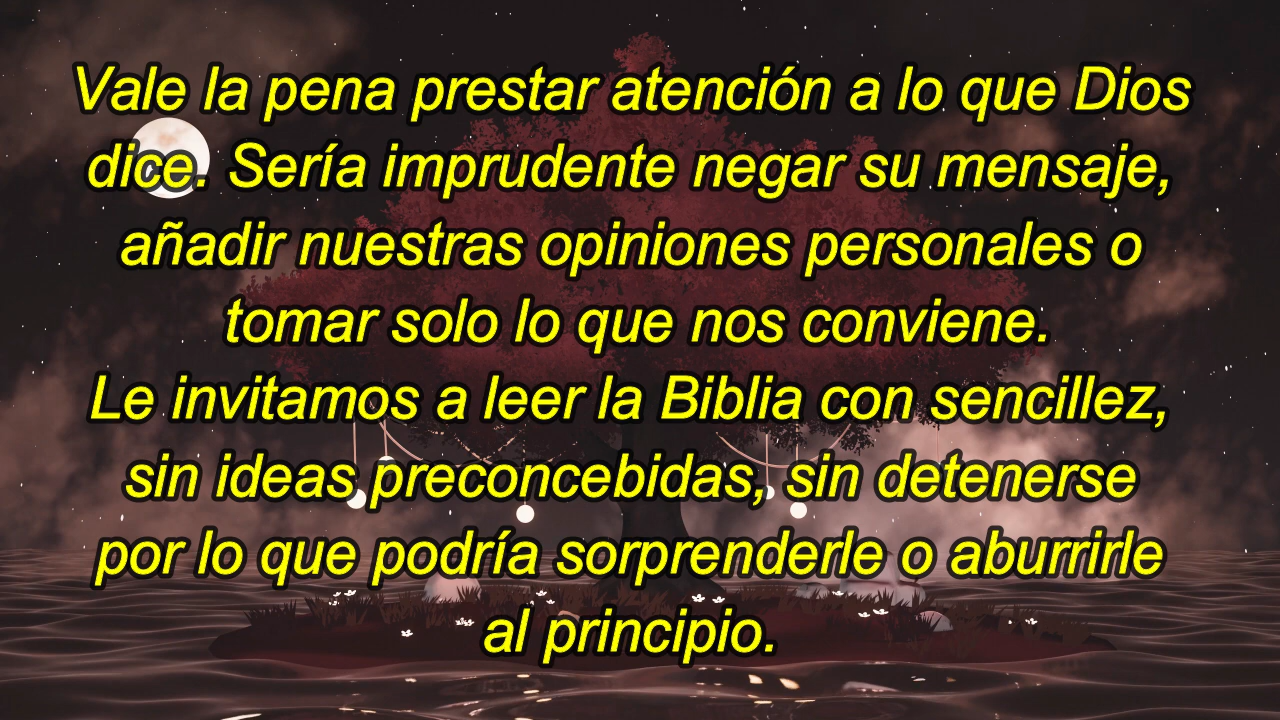 Vale la pena prestar atención a lo que Dios
dice. Sería imprudente negar su mensaje,
añadir nuestras opiniones personales o
tomar solo lo que nos conviene.
Le invitamos a leer la Biblia con sencillez,
sin ideas preconcebidas, sin detenerse
por lo que podría sorprenderle o aburrirle
al principio.